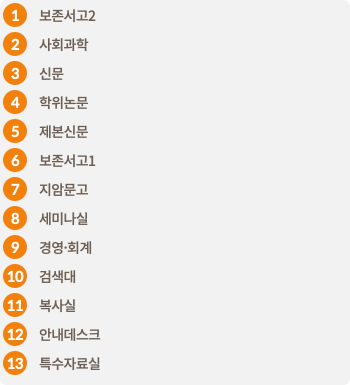 1 보존서고2
2 사회과학
3 신문
4 학위논문
5 제본신문
6 보존서고1
7 지암문고
8 세미나실
9 경영·회계
10 검색대
11 복사실
12 안내데스크
13 특수자료실